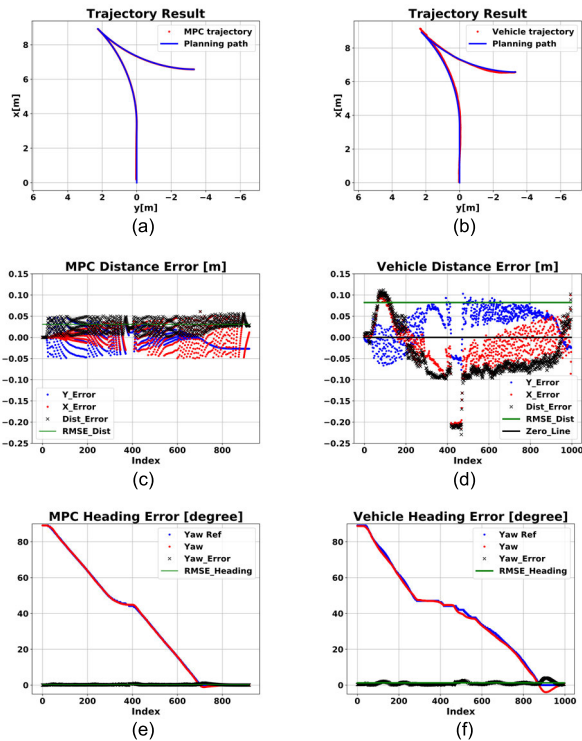 Trajectory Result
MPC trajectory
Planning path
x[m]
8
6
4
2
0
6 4 2 0 −2 −4 −6
y[m]
(a)
Trajectory Result
Vehicle trajectory
Planning path
x[m]
8
6
4
2
0
6 4 2 0 −2 −4 −6
y[m]
(b)
MPC Distance Error [m]
0.15
0.10
0.05
0.00
−0.05
−0.10
−0.15
−0.20
−0.25
Y_Error
X_Error
Dist_Error
RMSE_Dist
0 200 400 600 800
Index
(c)
Vehicle Distance Error [m]
0.15
0.10
0.05
0.00
−0.05
−0.10
−0.15
−0.20
−0.25
Y_Error
X_Error
Dist_Error
RMSE_Dist
Zero_Line
0 200 400 600 800 1000
Index
(d)
MPC Heading Error [degree]
Yaw Ref
Yaw
Yaw_Error
RMSE_Heading
80
60
40
20
0
0 200 400 600 800
Index
(e)
Vehicle Heading Error [degree]
Yaw Ref
Yaw
Yaw_Error
RMSE_Heading
80
60
40
20
0
0 200 400 600 800 1000
Index
(f)